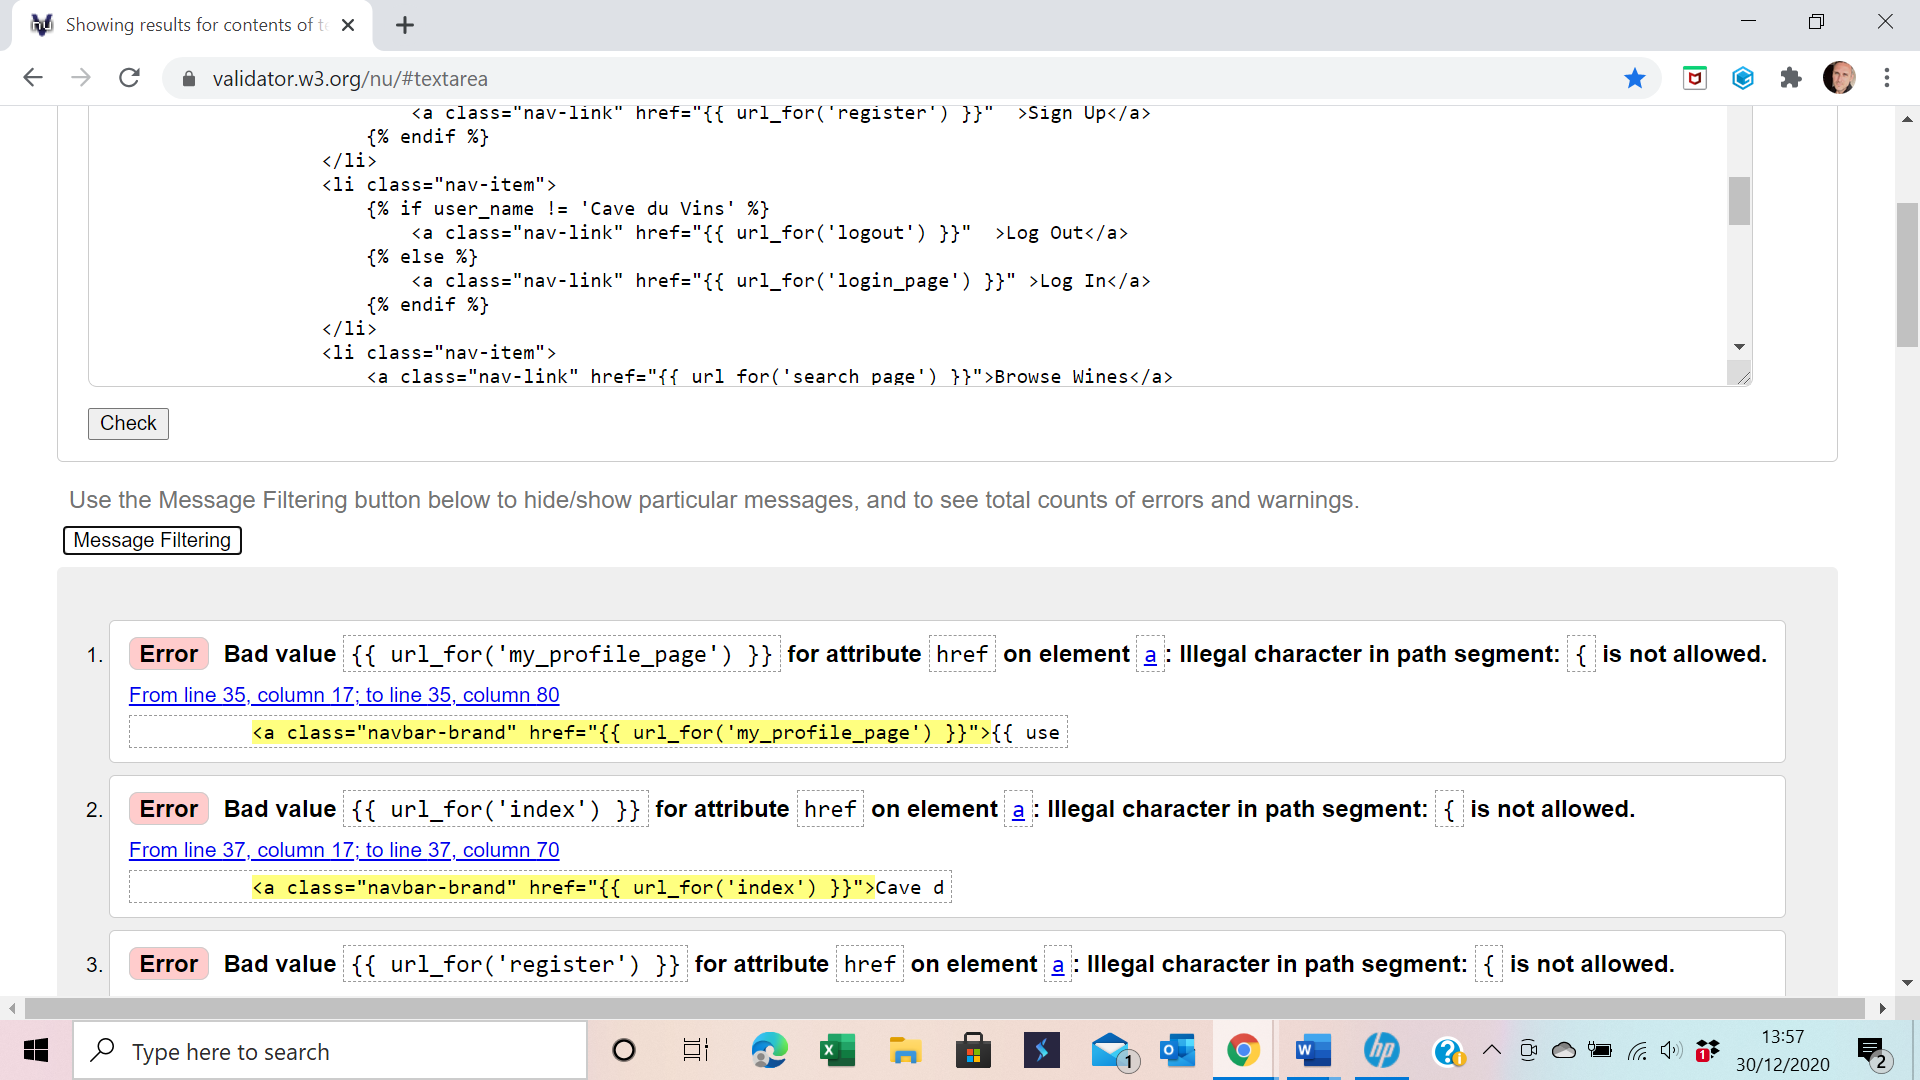 Showing results for contents of te
validator.w3.org/nu/#textarea
<a class="nav-link" href="{{ url_for('register') }}"  >Sign Up</a>
{% endif %}
</li>
<li class="nav-item">
{% if user_name != 'Cave du Vins' %}
<a class="nav-link" href="{{ url_for('logout') }}"  >Log Out</a>
{% else %}
<a class="nav-link" href="{{ url_for('login_page') }}" >Log In</a>
{% endif %}
</li>
<li class="nav-item">
<a class="nav-link" href="{{ url_for('search_page') }}">Browse Wines</a>
Check
Use the Message Filtering button below to hide/show particular messages, and to see total counts of errors and warnings.
Message Filtering
1. Error Bad value {{ url_for('my_profile_page') }} for attribute href on element a: Illegal character in path segment: { is not allowed.
From line 35, column 17; to line 35, column 80
<a class="navbar-brand" href="{{ url_for('my_profile_page') }}">{{ use
2. Error Bad value {{ url_for('index') }} for attribute href on element a: Illegal character in path segment: { is not allowed.
From line 37, column 17; to line 37, column 70
<a class="navbar-brand" href="{{ url_for('index') }}">Cave d
3. Error Bad value {{ url_for('register') }} for attribute href on element a: Illegal character in path segment: { is not allowed.
Type here to search
1
1
13:57
30/12/2020
2